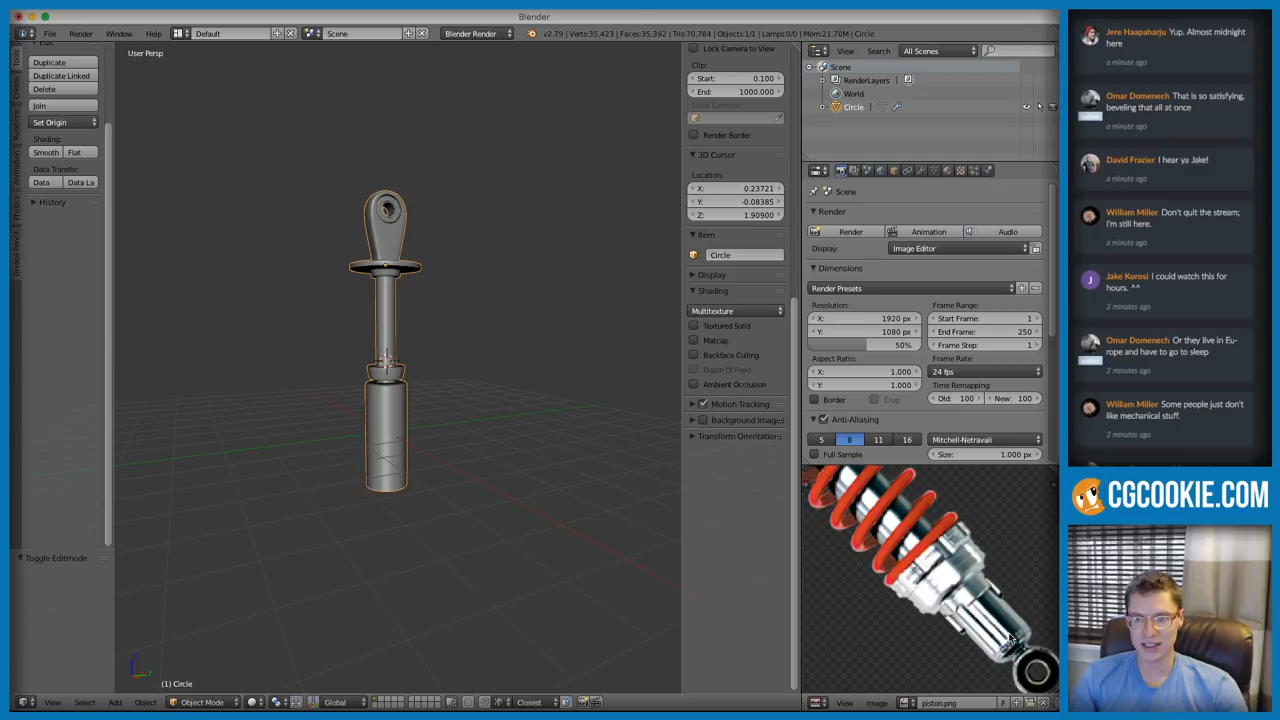 Blender
File Render Window Help Default Scene Blender Render v2.79 | Verts:35,423 | Faces:35,392 | Tris:70,784 | Objects:1/1 | Lamps:0/0 | Mem:21.70M | Circle
Duplicate
Duplicate Linked
Delete
Join
Set Origin
Shading:
Smooth Flat
Data Transfer:
Data Data La
History
Tools
Create
Relations
Animation
Physics
Grease Pencil
Toggle Editmode
User Persp
(1) Circle
Lock Camera to View
Clip:
Start: 0.100
End: 1000.000
Local Camera:
Render Border
3D Cursor
Location:
X: 0.23721
Y: -0.08385
Z: 1.90900
Item
Circle
Display
Shading
Multitexture
Textured Solid
Matcap
Backface Culling
Depth Of Field
Ambient Occlusion
Motion Tracking
Background Images
Transform Orientations
View Select Add Object Object Mode Global Closest
View Search All Scenes
Scene
RenderLayers
World
Circle
Scene
Render
Render Animation Audio
Display: Image Editor
Dimensions
Render Presets
Resolution: Frame Range:
X: 1920 px Start Frame: 1
Y: 1080 px End Frame: 250
50% Frame Step: 1
Aspect Ratio: Frame Rate:
X: 1.000 24 fps
Y: 1.000 Time Remapping:
Border Crop Old: 100 New: 100
Anti-Aliasing
5 8 11 16 Mitchell-Netravali
Full Sample Size: 1.000 px
View Image piston.png F
Jere Haapaharju Yup. Almost midnight
here
a minute ago
Omar Domenech That is so satisfying,
beveling that all at once
a minute ago
David Frazier I hear ya Jake!
a minute ago
William Miller Don't quit the stream;
I'm still here.
a minute ago
J
Jake Korosi I could watch this for
hours. ^^
2 minutes ago
Omar Domenech Or they live in Eu-
rope and have to go to sleep
2 minutes ago
William Miller Some people just don't
like mechanical stuff.
2 minutes ago
CGCOOKIE.COM